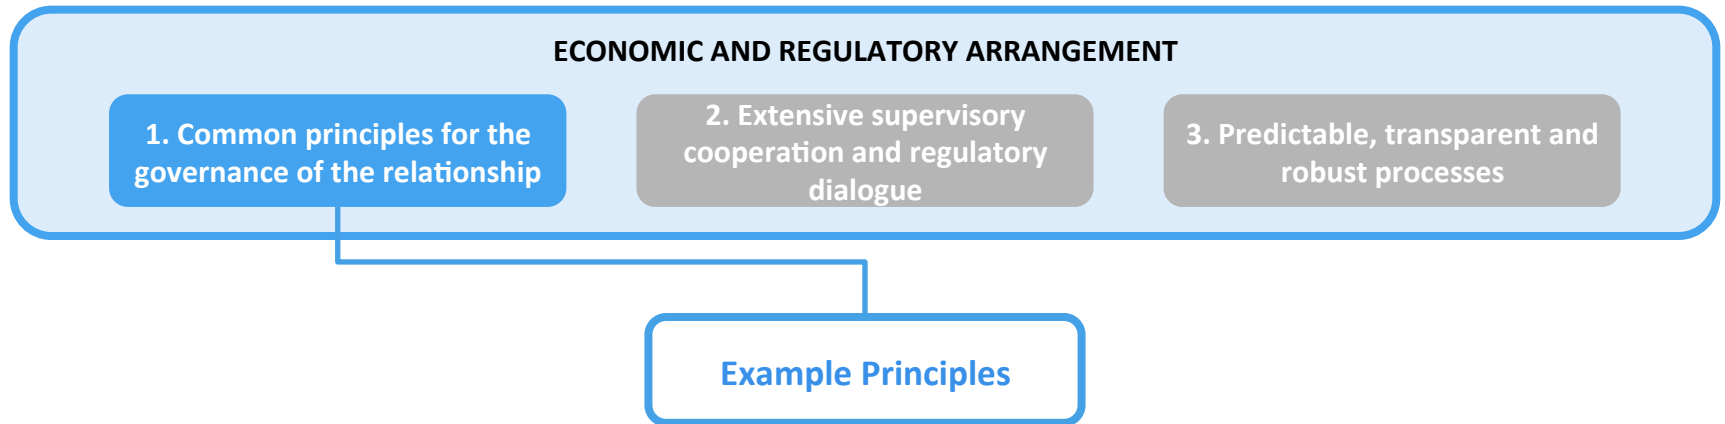 ECONOMIC AND REGULATORY ARRANGEMENT
1. Common principles for the
governance of the relationship
2. Extensive supervisory
cooperation and regulatory
dialogue
3. Predictable, transparent and
robust processes
Example Principles